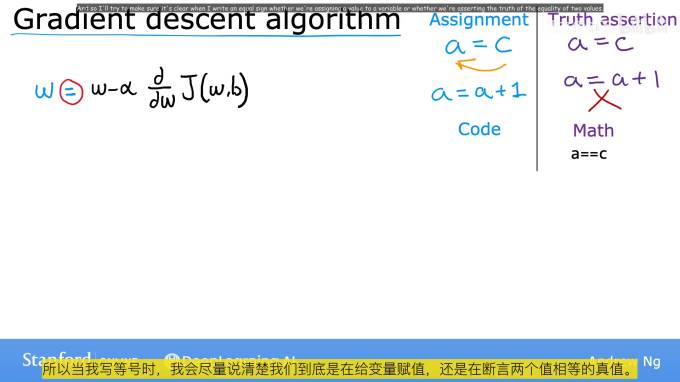 And so I'll try to make sure it's clear when I write an equal sign whether we're assigning a value to a variable or whether we're asserting the truth of the equality of two values.
Gradient descent algorithm
Assignment
Truth assertion
w = w-α ∂/∂w J(w,b)
a = c
a = a+1
Code
a = c
a = a+1
Math
a==c
Stanford
DeepLearning.AI
Andrew Ng
所以当我写等号时，我会尽量说清楚我们到底是在给变量赋值，还是在断言两个值相等的真值。